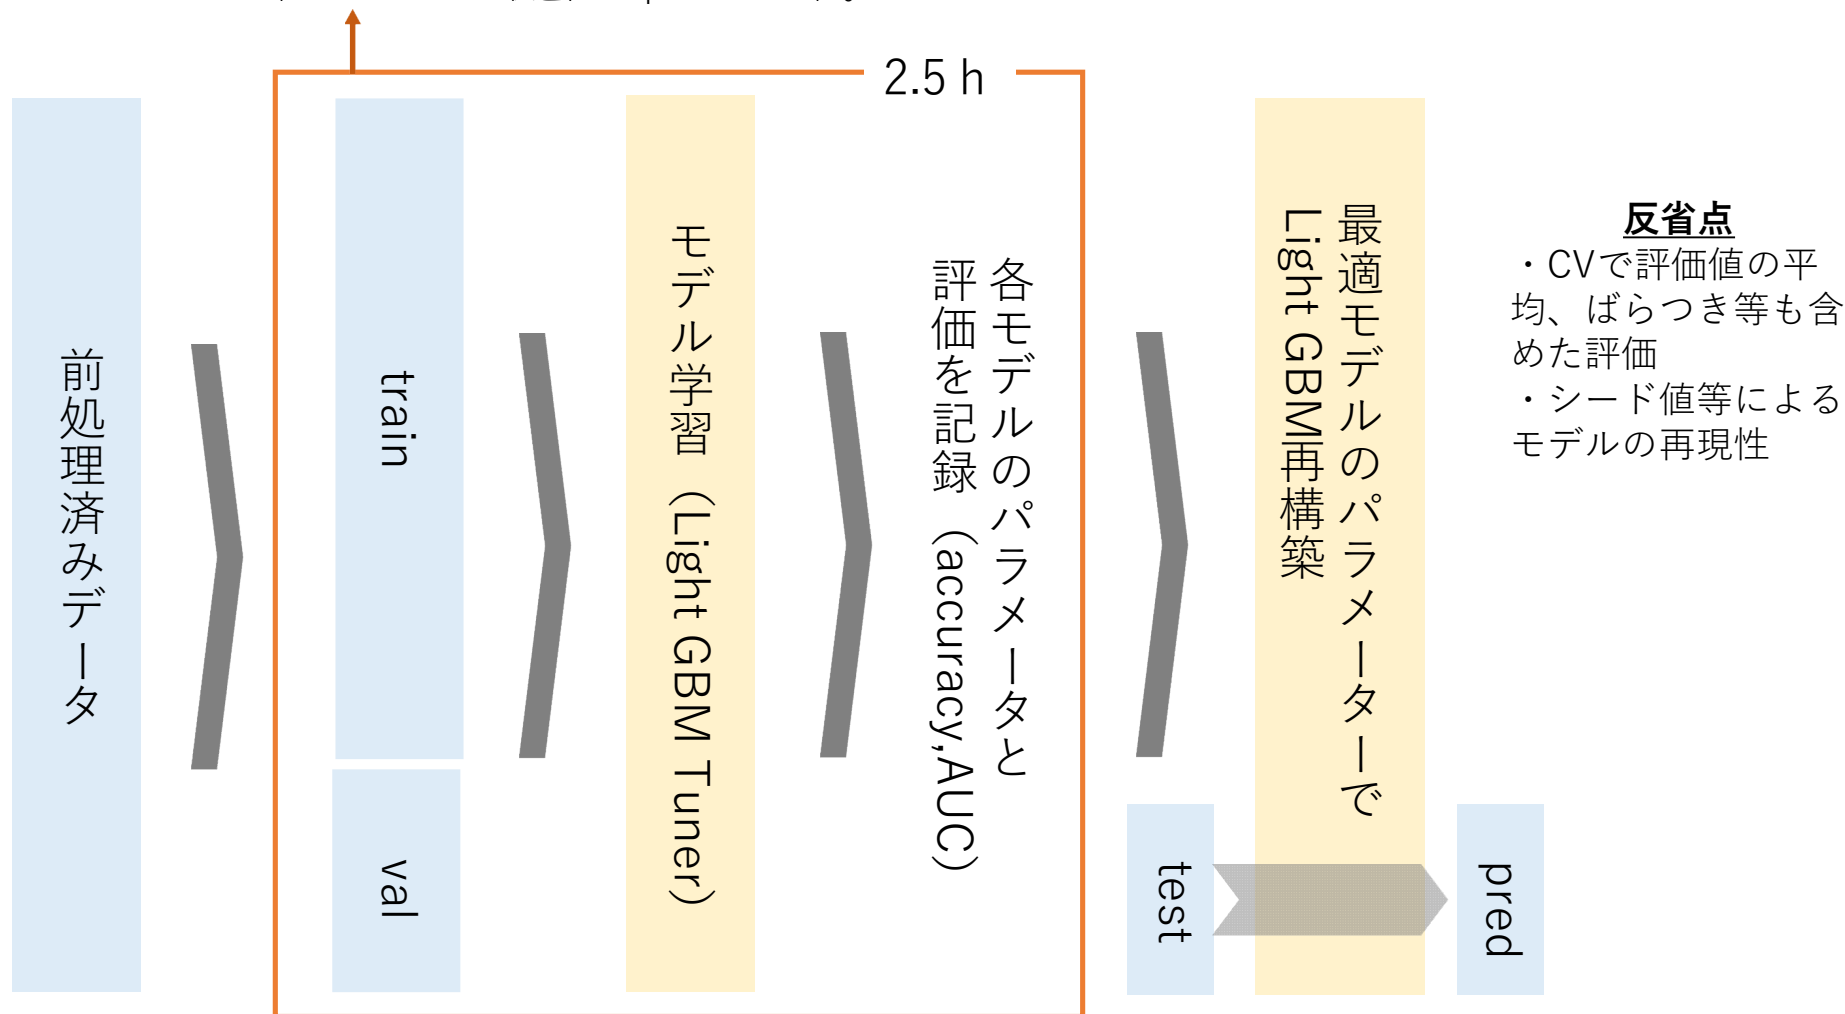 2.5 h
前処理済みデータ
train
val
モデル学習（Light GBM Tuner）
各モデルのパラメータと
評価を記録（accuracy,AUC）
最適モデルのパラメーターで
Light GBM再構築
test
pred
反省点
・CVで評価値の平
均、ばらつき等も含
めた評価
・シード値等による
モデルの再現性